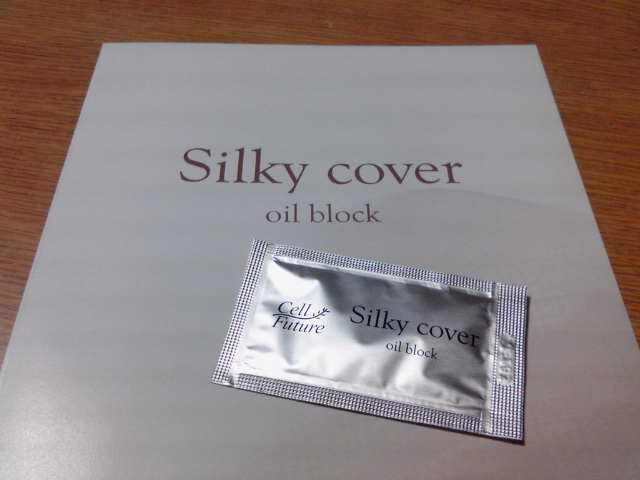 Silky cover
oil block
Cell
Future
Silky cover
oil block